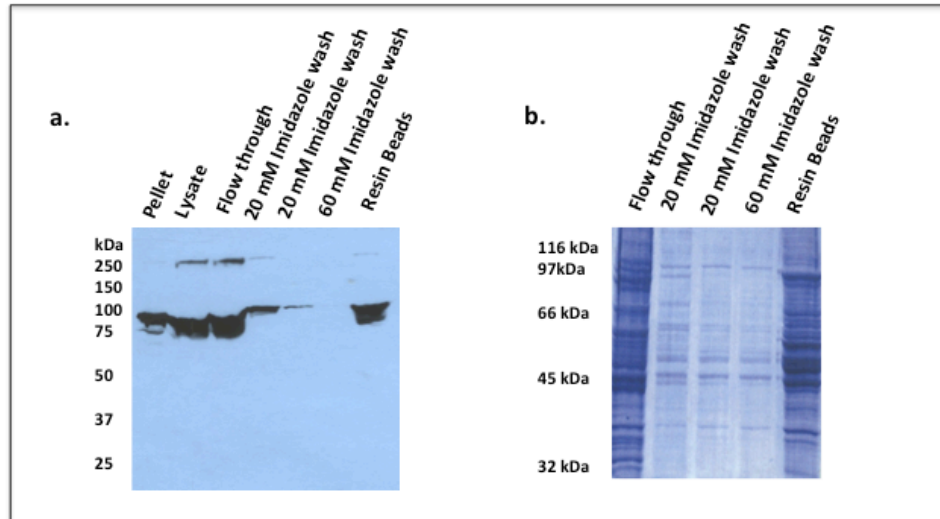 a.
Pellet
Lysate
Flow through
20 mM Imidazole wash
20 mM Imidazole wash
60 mM Imidazole wash
Resin Beads
kDa
250
150
100
75
50
37
25
b.
Flow through
20 mM Imidazole wash
20 mM Imidazole wash
60 mM Imidazole wash
Resin Beads
116 kDa
97kDa
66 kDa
45 kDa
32 kDa